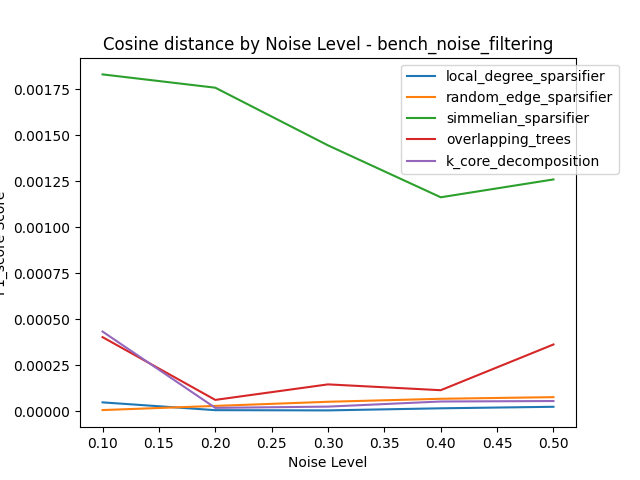 Cosine distance by Noise Level - bench_noise_filtering
local_degree_sparsifier
random_edge_sparsifier
simmelian_sparsifier
overlapping_trees
k_core_decomposition
0.00175
0.00150
0.00125
0.00100
0.00075
0.00050
0.00025
0.00000
F1_score Score
0.10 0.15 0.20 0.25 0.30 0.35 0.40 0.45 0.50
Noise Level